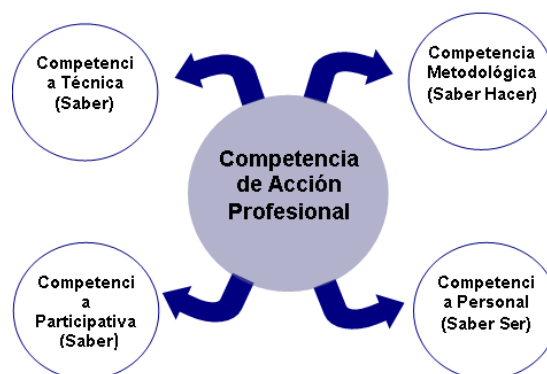 Competenci
a Técnica
(Saber)
Competencia
Metodológica
(Saber Hacer)
Competencia
de Acción
Profesional
Competenci
a
Participativa
(Saber)
Competenci
a Personal
(Saber Ser)